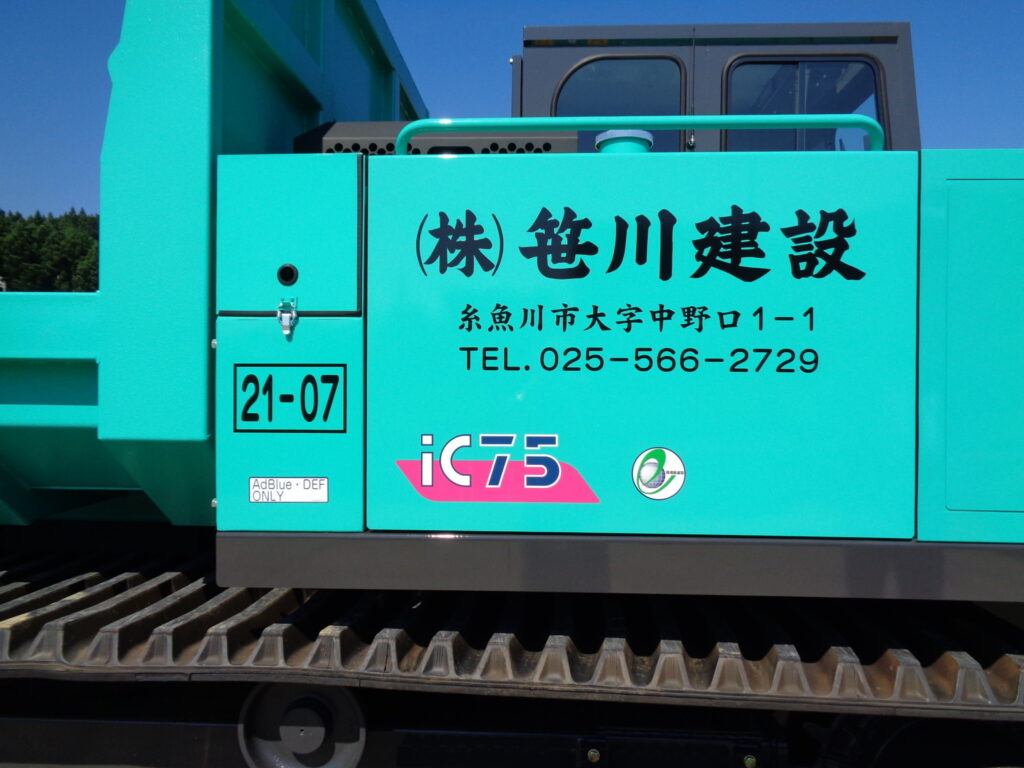 (株)笹川建設
糸魚川市大字中野口1-1
TEL. 025-566-2729
21-07
iC75
AdBlue・DEF
ONLY